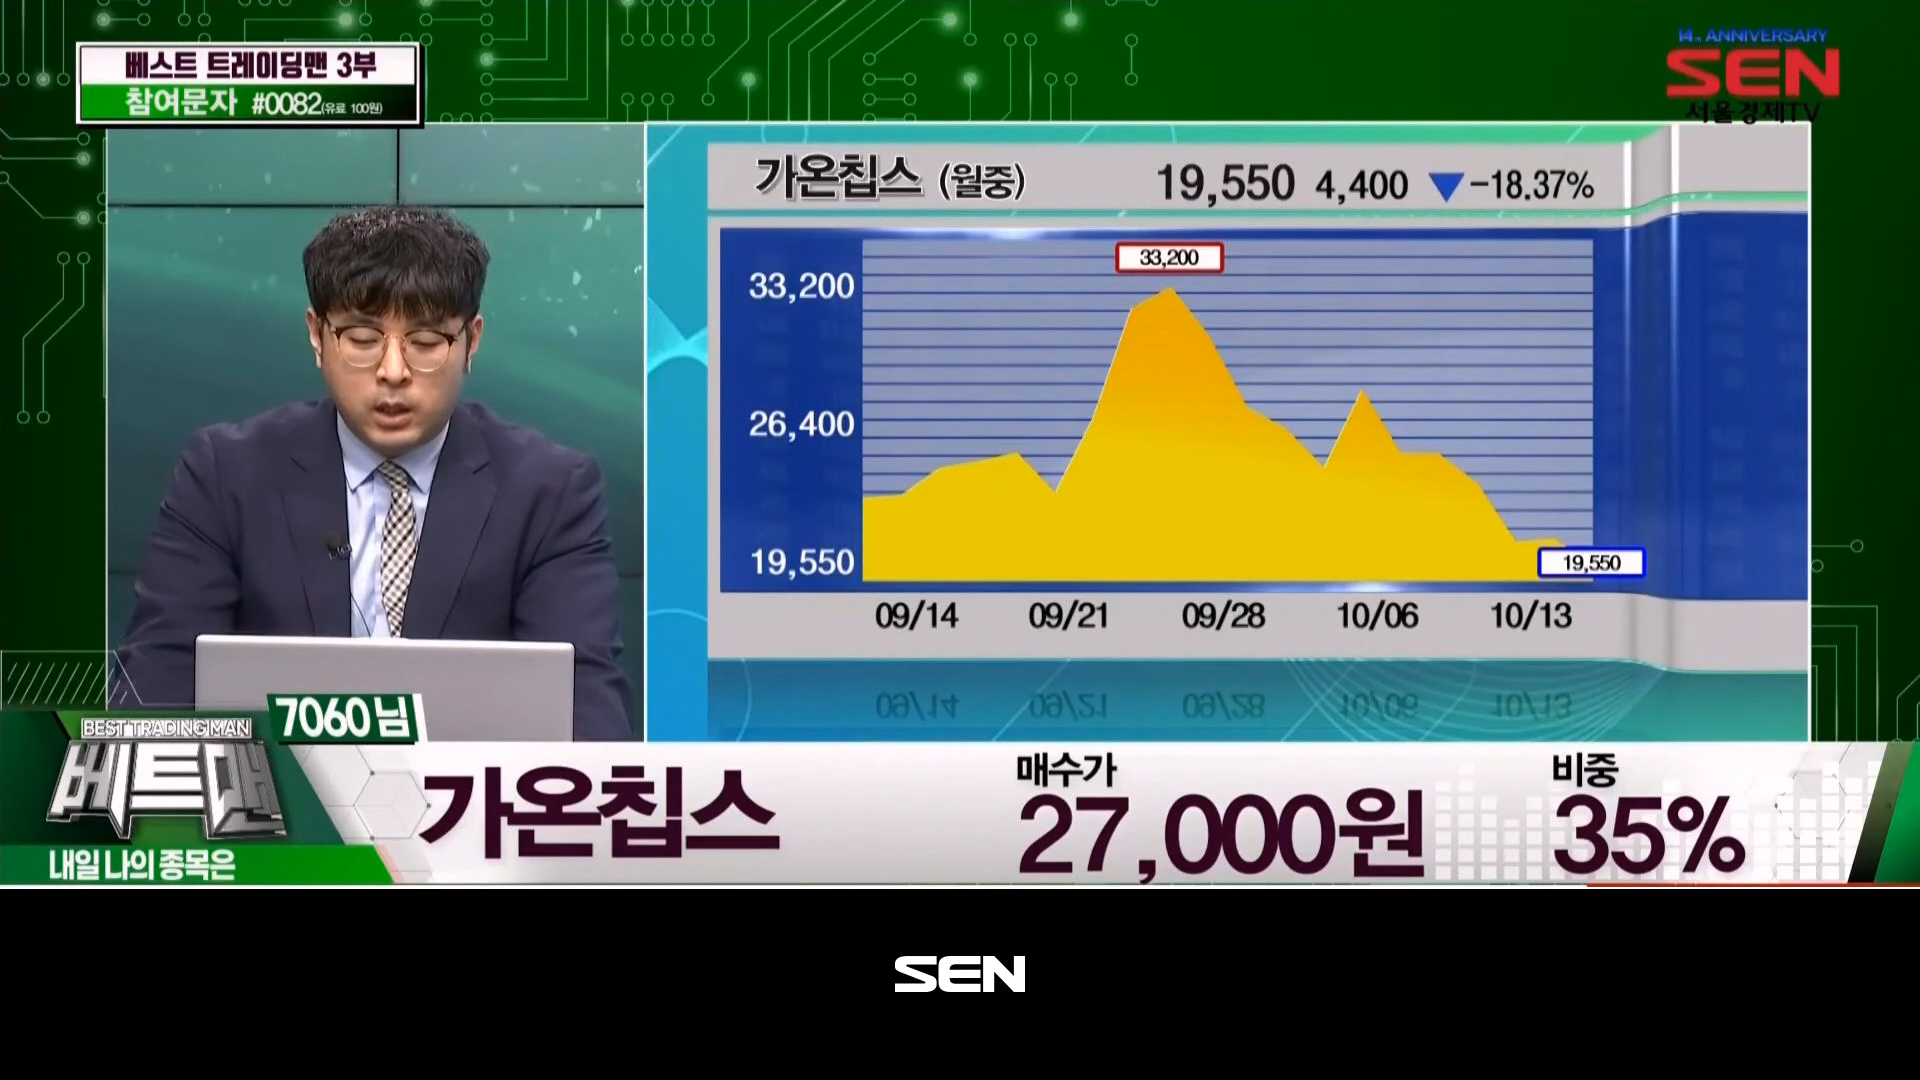 베스트 트레이딩맨 3부
참여문자 #0082(유료 100원)
14th ANNIVERSARY
SEN
서울경제TV
가온칩스 (월중) 19,550 4,400 ▼-18.37%
33,200
33,200
26,400
19,550
19,550
09/14 09/21 09/28 10/06 10/13
7060님
BEST TRADING MAN
베트맨
내일 나의 종목은
가온칩스
매수가
27,000원
비중
35%
SEN